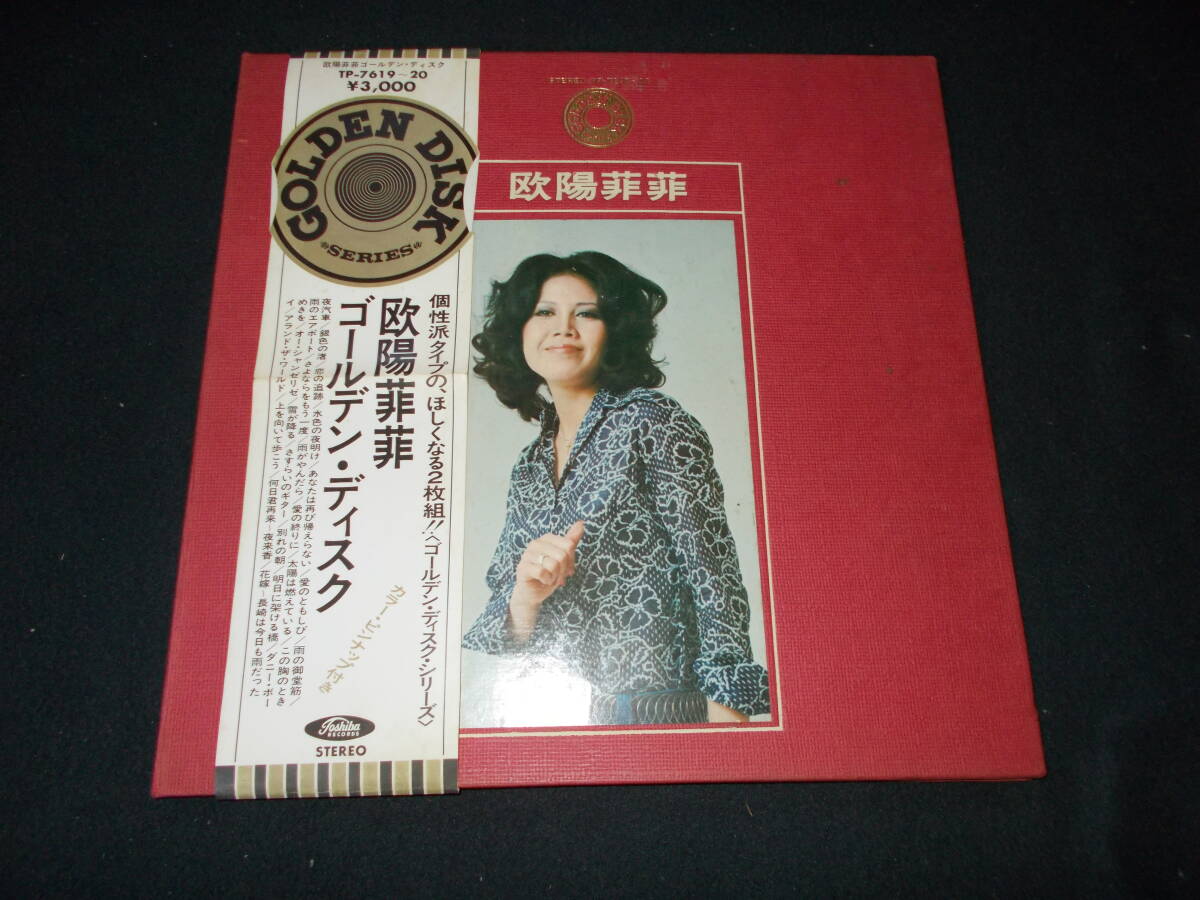 欧陽菲菲ゴールデン・ディスク
TP-7619~20
¥3,000
GOLDEN DISK
SERIES
個性派タイプの、ほしくなる2枚組!!〈ゴールデン・ディスク・シリーズ〉
欧陽菲菲
ゴールデン・ディスク
カラー・ピンナップ付き
夜汽車/銀色の渚/恋の追跡/水色の夜明け/あなたは再び帰えらない/愛のともしび/雨の御堂筋/
雨のエアポート/さよならをもう一度/雨がやんだら/愛の終りに/太陽は燃えている/この胸のとき
めきを/オー・シャンゼリゼ/雪が降る/さすらいのギター/別れの朝/明日に架ける橋/ダニー・ボー
イ/アランド・ザ・ワールド/上を向いて歩こう/何日君再来~夜来香/花嫁~長崎は今日も雨だった
Toshiba
RECORDS
STEREO
欧陽菲菲